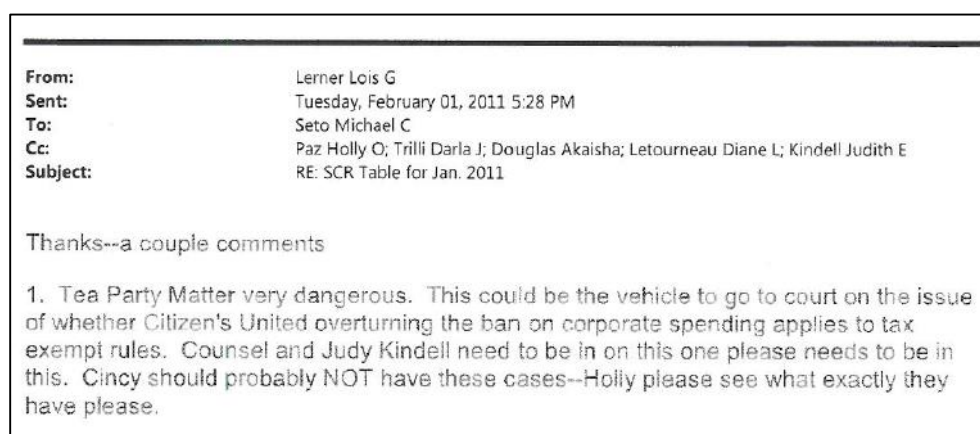 From: Lerner Lois G
Sent: Tuesday, February 01, 2011 5:28 PM
To: Seto Michael C
Cc: Paz Holly O; Trilli Darla J; Douglas Akaisha; Letourneau Diane L; Kindell Judith E
Subject: RE: SCR Table for Jan. 2011
Thanks--a couple comments
1. Tea Party Matter very dangerous. This could be the vehicle to go to court on the issue
of whether Citizen's United overturning the ban on corporate spending applies to tax
exempt rules. Counsel and Judy Kindell need to be in on this one please needs to be in
this. Cincy should probably NOT have these cases--Holly please see what exactly they
have please.